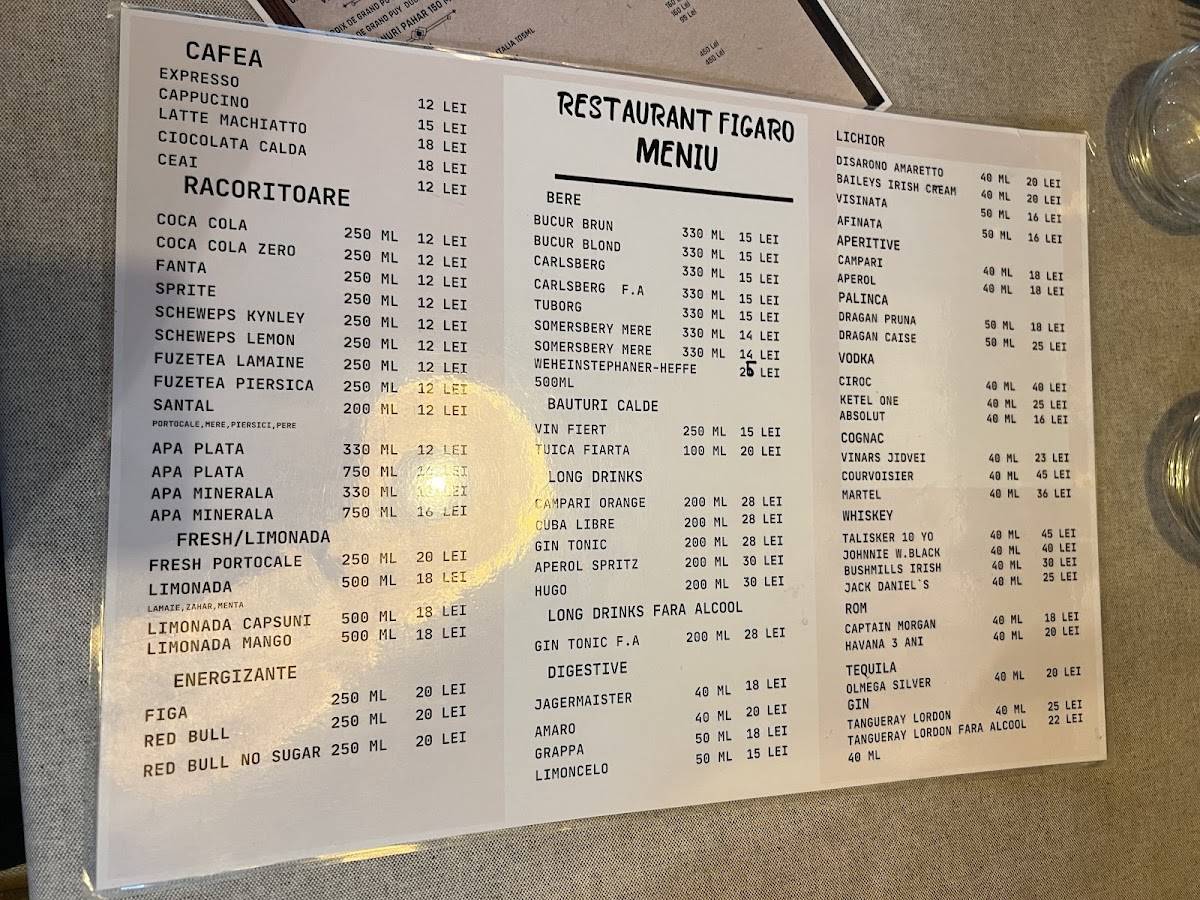 DE GRAND PUY
NURI PAHAR 150
ITALIA 105ML
160 Lei
99 Lei
450 Lei
450 Lei
CAFEA
EXPRESSO 12 LEI
CAPPUCINO 15 LEI
LATTE MACHIATTO 18 LEI
CIOCOLATA CALDA 18 LEI
CEAI 12 LEI
RACORITOARE
COCA COLA 250 ML 12 LEI
COCA COLA ZERO 250 ML 12 LEI
FANTA 250 ML 12 LEI
SPRITE 250 ML 12 LEI
SCHEWEPS KYNLEY 250 ML 12 LEI
SCHEWEPS LEMON 250 ML 12 LEI
FUZETEA LAMAINE 250 ML 12 LEI
FUZETEA PIERSICA 250 ML 12 LEI
SANTAL 200 ML 12 LEI
PORTOCALE,MERE,PIERSICI,PERE
APA PLATA 330 ML 12 LEI
APA PLATA 750 ML LEI
APA MINERALA 330 ML LEI
APA MINERALA 750 ML 16 LEI
FRESH/LIMONADA
FRESH PORTOCALE 250 ML 20 LEI
LIMONADA 500 ML 18 LEI
LAMAIE,ZAHAR,MENTA
LIMONADA CAPSUNI 500 ML 18 LEI
LIMONADA MANGO 500 ML 18 LEI
ENERGIZANTE
FIGA 250 ML 20 LEI
RED BULL 250 ML 20 LEI
RED BULL NO SUGAR 250 ML 20 LEI
RESTAURANT FIGARO
MENIU
BERE
BUCUR BRUN 330 ML 15 LEI
BUCUR BLOND 330 ML 15 LEI
CARLSBERG 330 ML 15 LEI
CARLSBERG F.A 330 ML 15 LEI
TUBORG 330 ML 15 LEI
SOMERSBERY MERE 330 ML 14 LEI
SOMERSBERY MERE 330 ML 14 LEI
WEHEINSTEPHANER-HEFFE 25 LEI
500ML
BAUTURI CALDE
VIN FIERT 250 ML 15 LEI
TUICA FIARTA 100 ML 20 LEI
LONG DRINKS
CAMPARI ORANGE 200 ML 28 LEI
CUBA LIBRE 200 ML 28 LEI
GIN TONIC 200 ML 28 LEI
APEROL SPRITZ 200 ML 30 LEI
HUGO 200 ML 30 LEI
LONG DRINKS FARA ALCOOL
GIN TONIC F.A 200 ML 28 LEI
DIGESTIVE
JAGERMAISTER 40 ML 18 LEI
AMARO 40 ML 20 LEI
GRAPPA 50 ML 18 LEI
LIMONCELO 50 ML 15 LEI
LICHIOR
DISARONO AMARETTO 40 ML 20 LEI
BAILEYS IRISH CREAM 40 ML 20 LEI
VISINATA 50 ML 16 LEI
AFINATA 50 ML 16 LEI
APERITIVE
CAMPARI 40 ML 18 LEI
APEROL 40 ML 18 LEI
PALINCA
DRAGAN PRUNA 50 ML 18 LEI
DRAGAN CAISE 50 ML 25 LEI
VODKA
CIROC 40 ML 40 LEI
KETEL ONE 40 ML 25 LEI
ABSOLUT 40 ML 16 LEI
COGNAC
VINARS JIOVEI 40 ML 23 LEI
COURVOISIER 40 ML 45 LEI
MARTEL 40 ML 36 LEI
WHISKEY
TALISKER 10 YO 40 ML 45 LEI
JOHNNIE W.BLACK 40 ML 40 LEI
BUSHMILLS IRISH 40 ML 30 LEI
JACK DANIEL`S 40 ML 25 LEI
ROM
CAPTAIN MORGAN 40 ML 18 LEI
HAVANA 3 ANI 40 ML 20 LEI
TEQUILA
OLMEGA SILVER 40 ML 20 LEI
GIN
TANGUERAY LORDON 40 ML 25 LEI
TANGUERAY LORDON FARA ALCOOL 22 LEI
40 ML